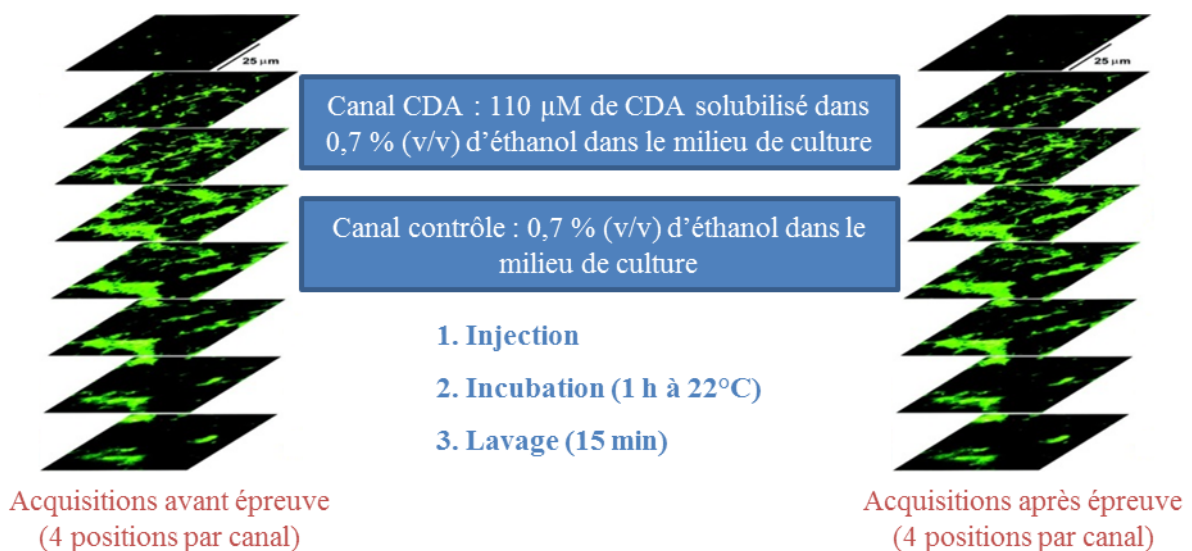 25 µm
Canal CDA : 110 µM de CDA solubilisé dans
0,7 % (v/v) d’éthanol dans le milieu de culture
Canal contrôle : 0,7 % (v/v) d’éthanol dans le
milieu de culture
1. Injection
2. Incubation (1 h à 22°C)
3. Lavage (15 min)
Acquisitions avant épreuve
(4 positions par canal)
25 µm
Acquisitions après épreuve
(4 positions par canal)